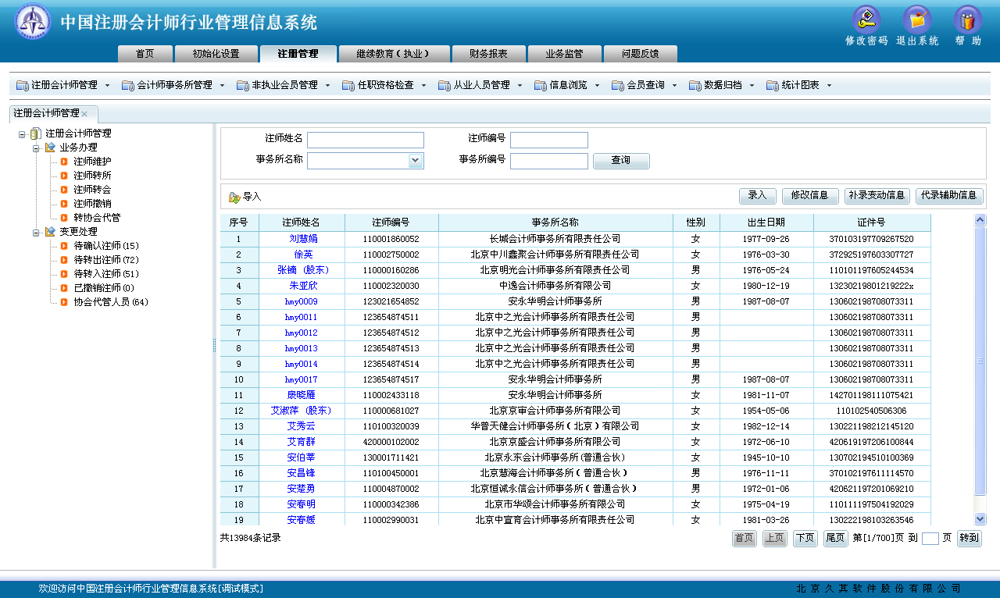 中国注册会计师行业管理信息系统
修改密码 退出系统 帮 助
首页 初始化设置 注册管理 继续教育(执业) 财务报表 业务监管 问题反馈
注册会计师管理 会计师事务所管理 非执业会员管理 任职资格检查 从业人员管理 信息浏览 会员查询 数据归档 统计图表
注册会计师管理
注册会计师管理
业务办理
注师维护
注师转所
注师转会
注师撤销
转协会代管
变更处理
待确认注师(15)
待转出注师(72)
待转入注师(51)
已撤销注师(0)
协会代管人员(64)
注师姓名 注师编号
事务所名称 事务所编号 查询
导入 录入 修改信息 补录变动信息 代录辅助信息
序号 注师姓名 注师编号 事务所名称 性别 出生日期 证件号
1 刘慧娟 110001860052 长城会计师事务所有限责任公司 女 1977-09-26 370103197709267520
2 徐英 110002750002 北京中川鑫聚会计师事务所有限责任公司 女 1976-03-30 372925197603307727
3 张楠 (股东) 110000160286 北京明光会计师事务所有限责任公司 男 1976-05-24 110101197605244534
4 朱亚欣 110002320030 中逸会计师事务所有限公司 女 1980-12-19 13230219801219222x
5 hmy0009 123021654852 安永华明会计师事务所 男 1987-08-07 130602198708073311
6 hmy0011 123654874511 北京中之光会计师事务所有限责任公司 男 130602198708073311
7 hmy0012 123654874512 北京中之光会计师事务所有限责任公司 男 130602198708073311
8 hmy0013 123654874513 北京中之光会计师事务所有限责任公司 男 130602198708073311
9 hmy0014 123654874514 北京中之光会计师事务所有限责任公司 男 130602198708073311
10 hmy0017 123654874517 安永华明会计师事务所 男 1987-08-07 130602198708073311
11 晓雁 110002433118 安永华明会计师事务所 女 1981-11-07 142701198111075421
12 艾淑萍 (股东) 110000681027 北京京审会计师事务所有限公司 女 1954-05-06 110102540506306
13 艾秀云 110100320039 华普天健会计师事务所(北京)有限公司 女 1982-12-14 130221198212145120
14 艾育群 420000102002 北京京盛会计师事务所有限公司 女 1972-06-10 420619197206100844
15 安伯莘 130001711421 北京永东会计师事务所(普通合伙) 女 1945-10-10 130702194510100369
16 安昌锋 110100450001 北京慧海会计师事务所(普通合伙) 男 1976-11-11 370102197611114570
17 安楚勇 110004870002 北京恒诚永信会计师事务所(普通合伙) 男 1972-01-06 420621197201069210
18 安春明 110000342386 北京市华颂会计师事务所有限公司 女 1975-04-19 110111197504192029
19 安春媛 110002990031 北京中宣育会计师事务所有限责任公司 女 1981-03-26 130222198103263546
共13984条记录 首页 上页 下页 尾页 第[1/700]页 到 页 转到
欢迎访问中国注册会计师行业管理信息系统[调试模式] 北京久其软件股份有限公司